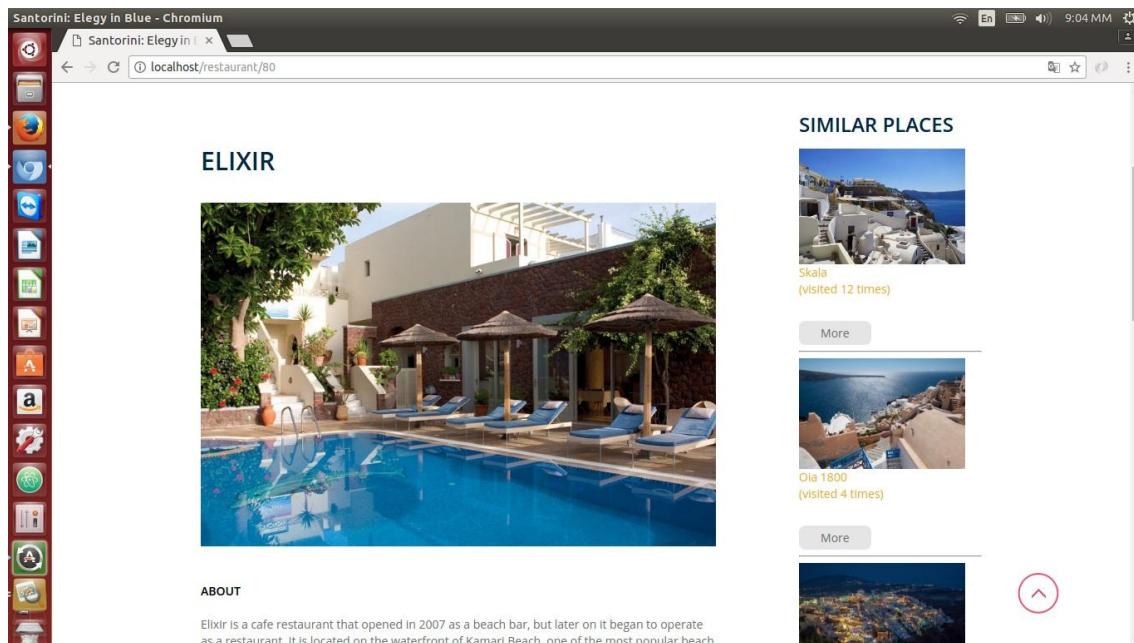 Santorini: Elegy in Blue - Chromium
En
9:04 ΜΜ
Santorini: Elegy in
localhost/restaurant/80
SIMILAR PLACES
ELIXIR
Skala
(visited 12 times)
More
Oia 1800
(visited 4 times)
More
ABOUT
Elixir is a cafe restaurant that opened in 2007 as a beach bar, but later on it began to operate
as a restaurant. It is located on the waterfront of Kamari Beach, one of the most popular beach
a